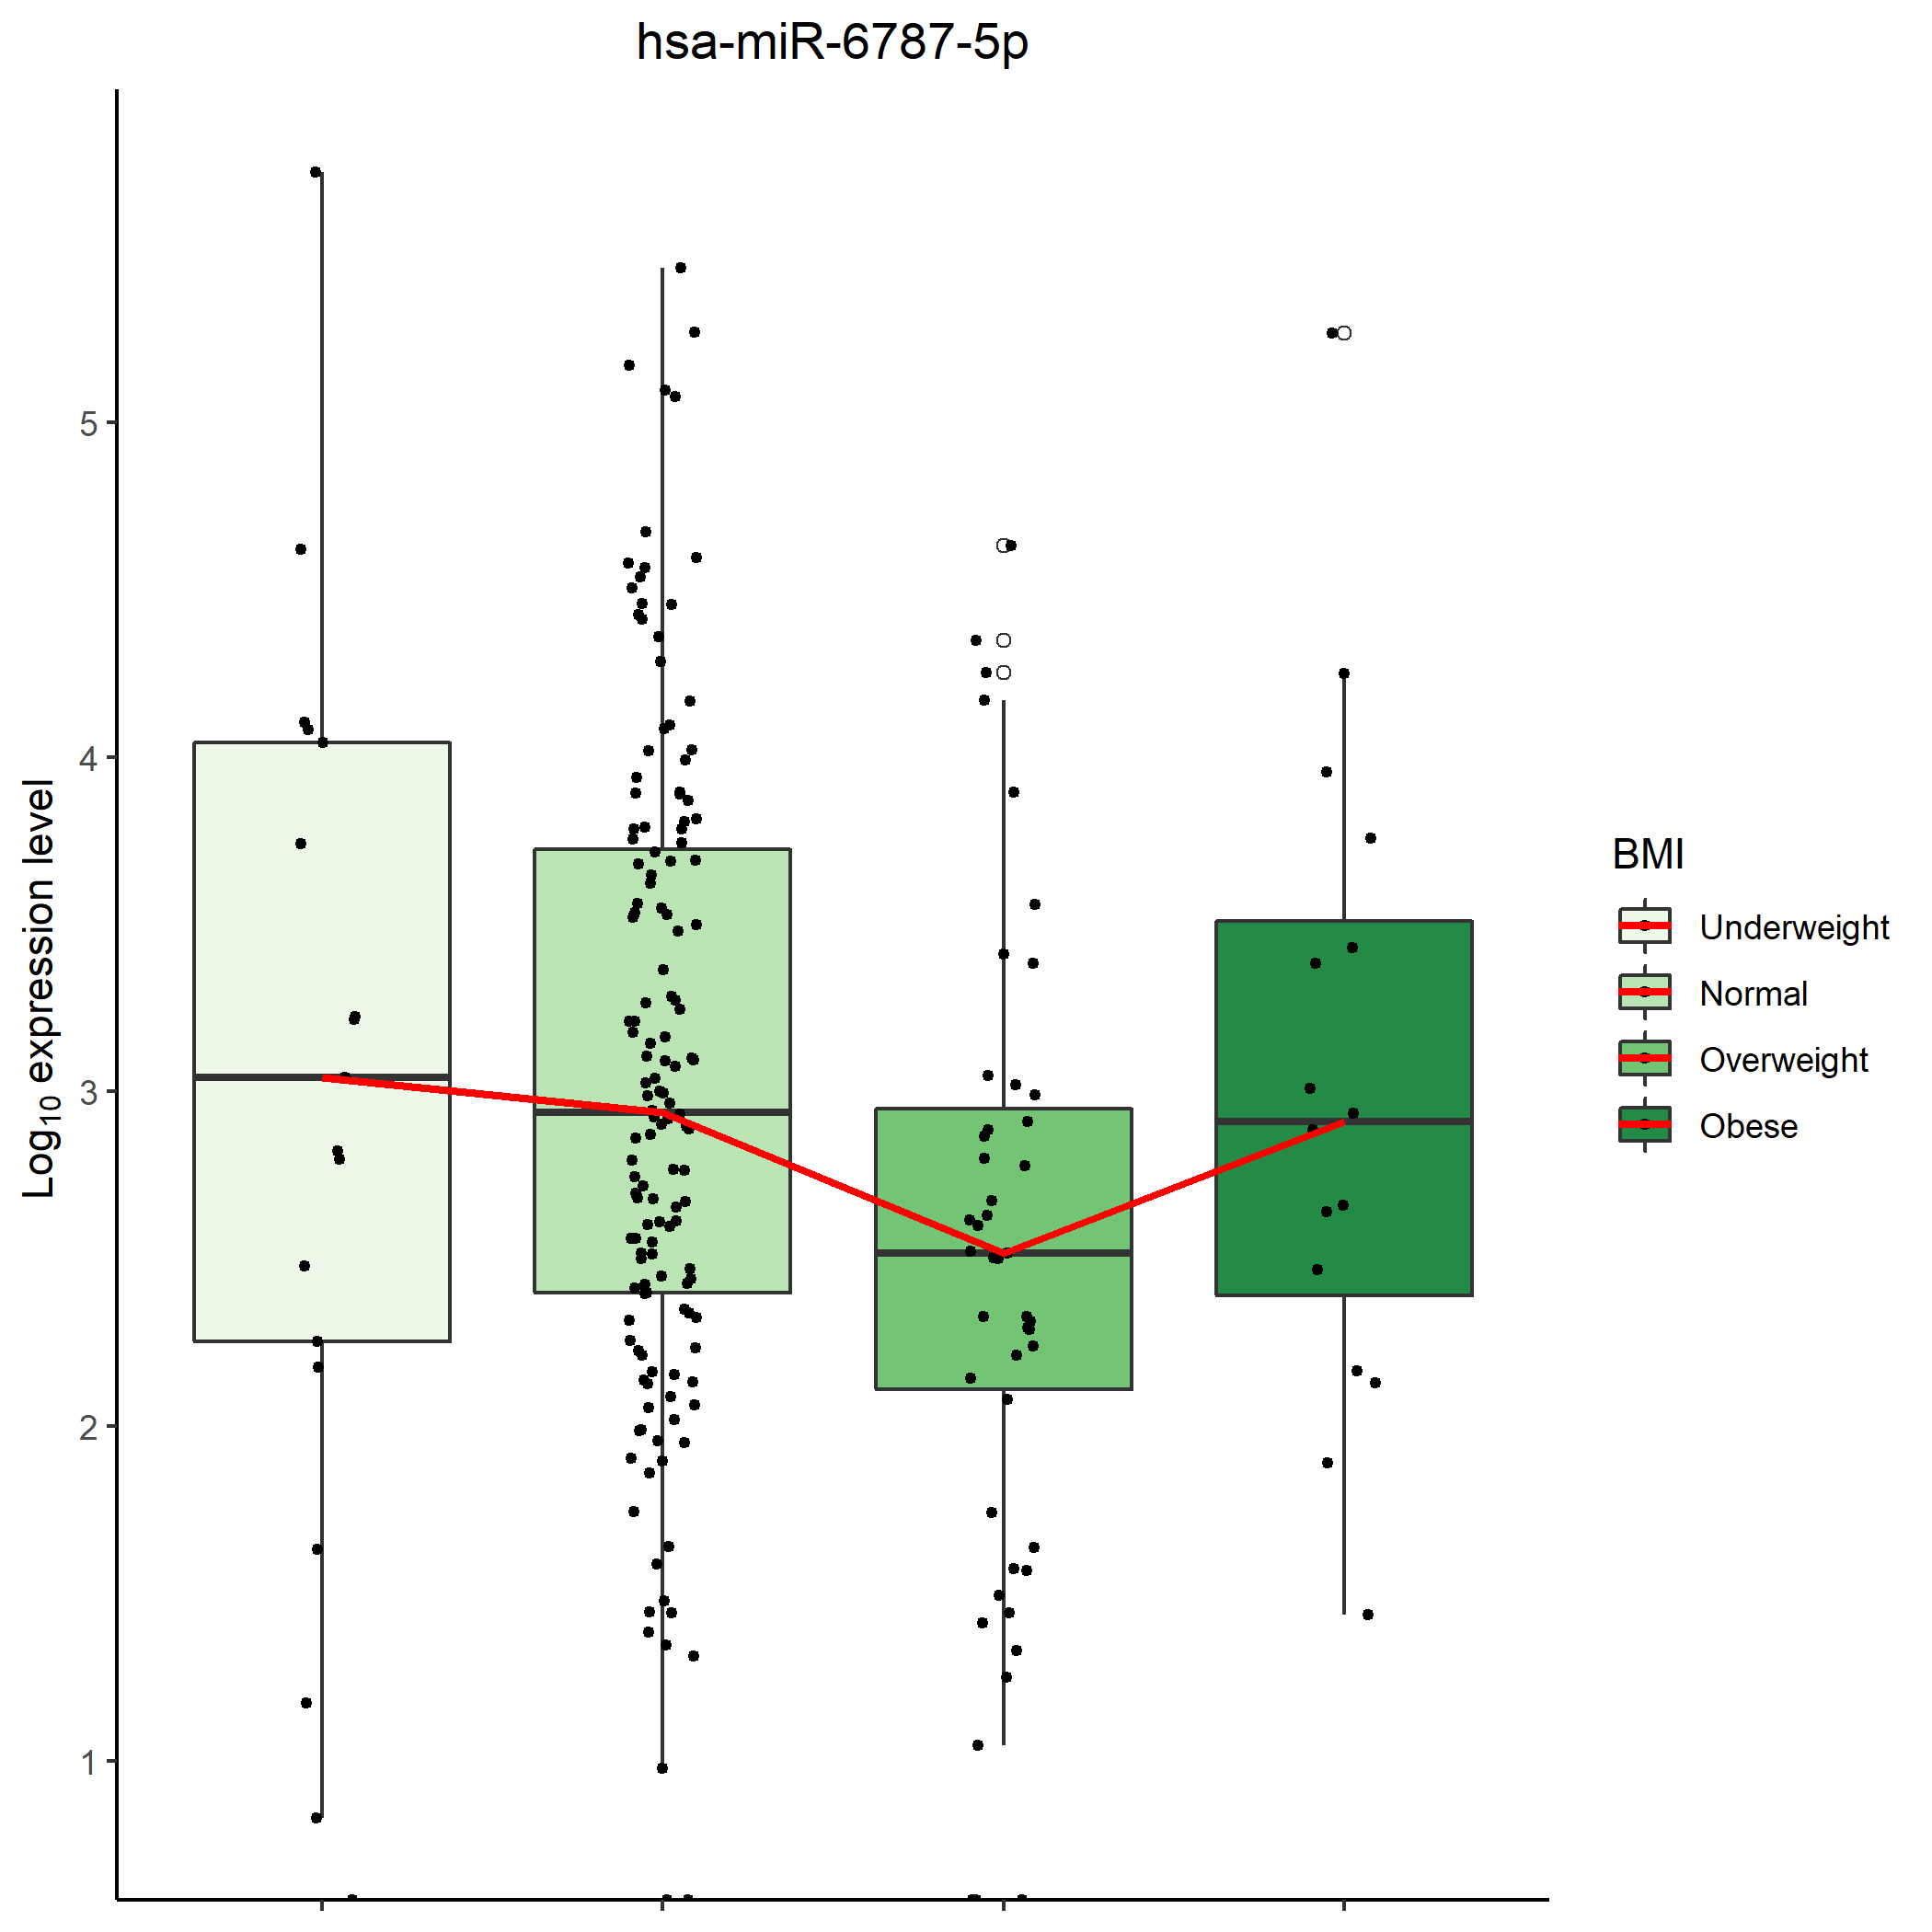 hsa-miR-6787-5p
Log10 expression level
5
4
3
2
1
BMI
Underweight
Normal
Overweight
Obese